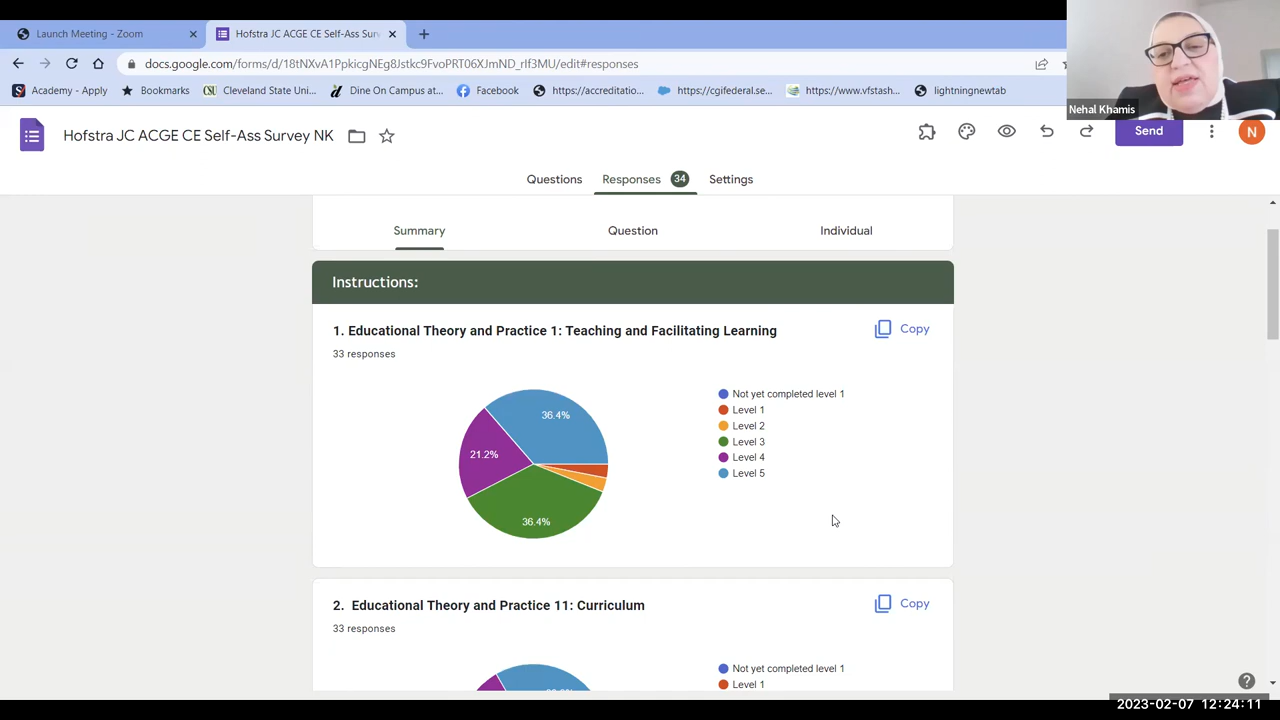 Launch Meeting - Zoom
Hofstra JC ACGE CE Self-Ass Surv
docs.google.com/forms/d/18tNXvA1PpkicgNEg8Jstkc9FvoPRT06XJmND_rIf3MU/edit#responses
Academy - Apply
Bookmarks
Cleveland State Uni...
Dine On Campus at...
Facebook
https://accreditatio...
https://cgifederal.se...
https://www.vfstash...
lightningnewtab
Nehal Khamis
Hofstra JC ACGE CE Self-Ass Survey NK
Send
N
Questions
Responses 34
Settings
Summary
Question
Individual
Instructions:
1. Educational Theory and Practice 1: Teaching and Facilitating Learning
Copy
33 responses
36.4%
21.2%
36.4%
Not yet completed level 1
Level 1
Level 2
Level 3
Level 4
Level 5
2. Educational Theory and Practice 11: Curriculum
Copy
33 responses
Not yet completed level 1
Level 1
2023-02-07 12:24:11